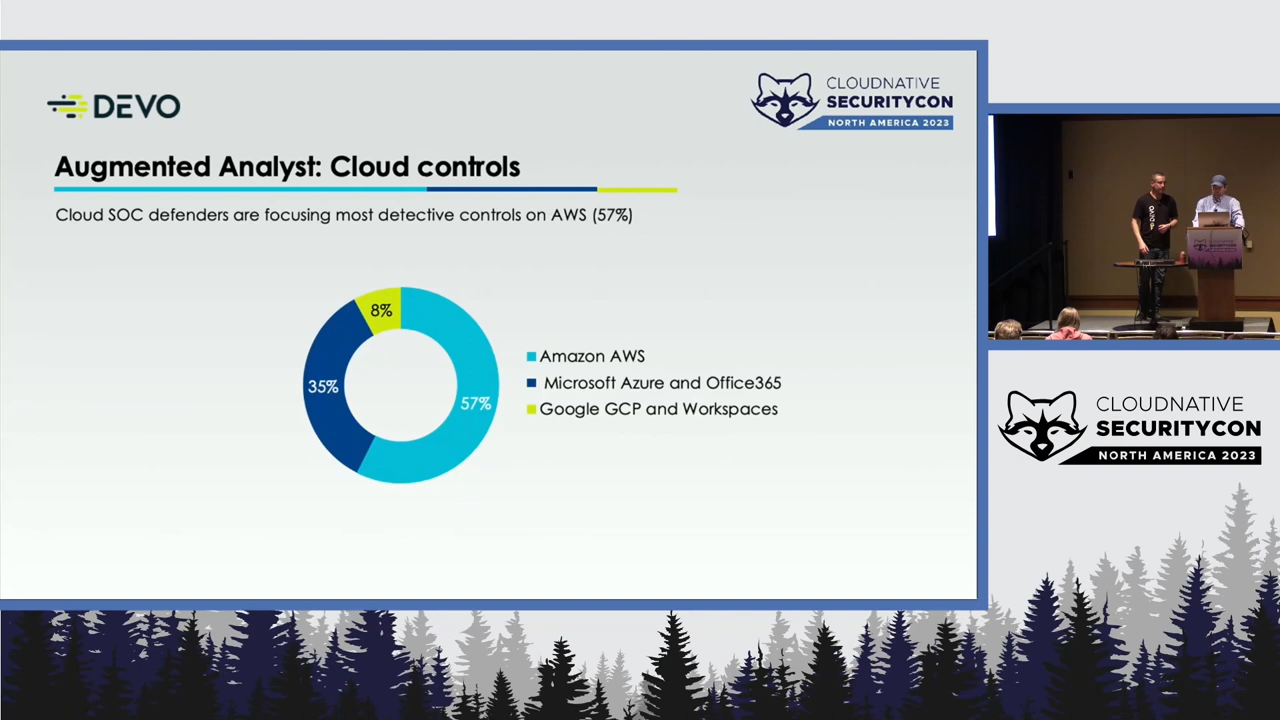 DEVO
CLOUDNATIVE
SECURITYCON
NORTH AMERICA 2023
Augmented Analyst: Cloud controls
Cloud SOC defenders are focusing most detective controls on AWS (57%)
8%
35%
57%
Amazon AWS
Microsoft Azure and Office365
Google GCP and Workspaces
CLOUDNATIVE
SECURITYCON
NORTH AMERICA 2023